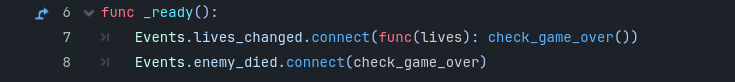 6 func _ready():
7 Events.lives_changed.connect(func(lives): check_game_over())
8 Events.enemy_died.connect(check_game_over)